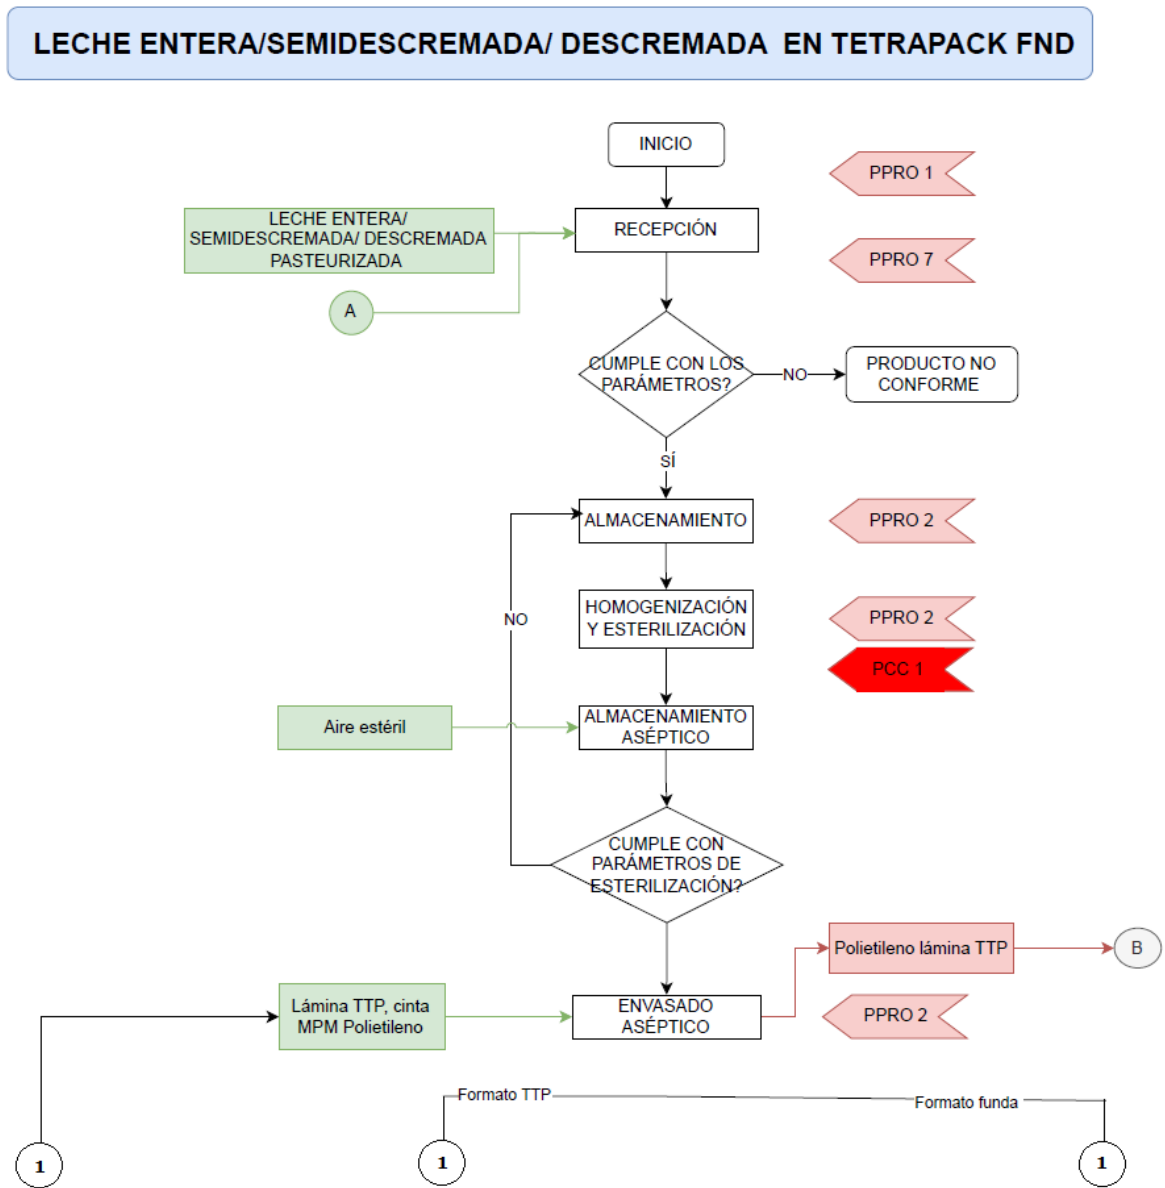 LECHE ENTERA/SEMIDESCREMADA/ DESCREMADA  EN TETRAPACK FND
INICIO
PPRO 1
LECHE ENTERA/
SEMIDESCREMADA/ DESCREMADA
PASTEURIZADA
RECEPCIÓN
PPRO 7
A
CUMPLE CON LOS
PARÁMETROS?
NO
PRODUCTO NO
CONFORME
SÍ
ALMACENAMIENTO
PPRO 2
HOMOGENIZACIÓN
Y ESTERILIZACIÓN
PPRO 2
NO
PCC 1
Aire estéril
ALMACENAMIENTO
ASÉPTICO
CUMPLE CON
PARÁMETROS DE
ESTERILIZACIÓN?
Polietileno lámina TTP
B
Lámina TTP, cinta
MPM Polietileno
ENVASADO
ASÉPTICO
PPRO 2
Formato TTP
Formato funda
1
1
1